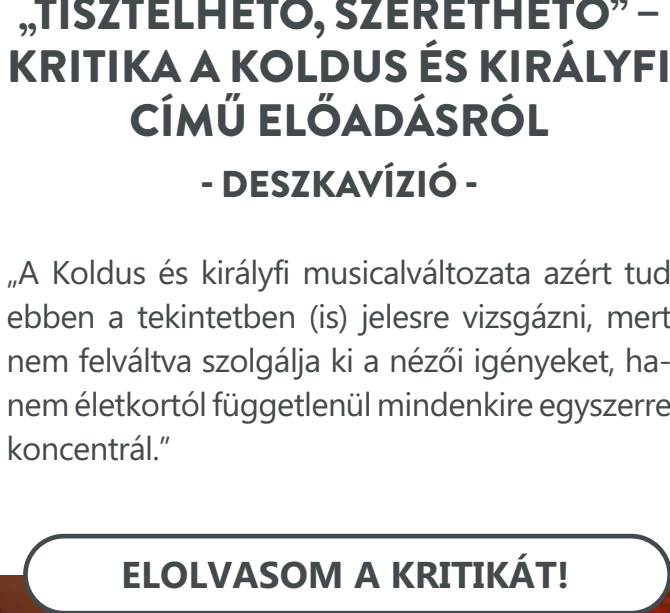 „TISZTELHETŐ, SZERETHETŐ” –
KRITIKA A KOLDUS ÉS KIRÁLYFI
CÍMŰ ELŐADÁSRÓL
- DESZKAVÍZIÓ -
„A Koldus és királyfi musicalváltozata azért tud
ebben a tekintetben (is) jelesre vizsgázni, mert
nem felváltva szolgálja ki a nézői igényeket, ha-
nem életkortól függetlenül mindenkire egyszerre
koncentrál.”
ELOLVASOM A KRITIKÁT!